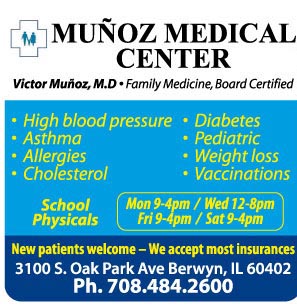 MUÑOZ MEDICAL
CENTER
Victor Muñoz, M.D • Family Medicine, Board Certified
• High blood pressure
• Asthma
• Allergies
• Cholesterol
• Diabetes
• Pediatric
• Weight loss
• Vaccinations
School
Physicals
Mon 9-4pm / Wed 12-8pm
Fri 9-4pm / Sat 9-4pm
New patients welcome – We accept most insurances
3100 S. Oak Park Ave Berwyn, IL 60402
Ph. 708.484.2600